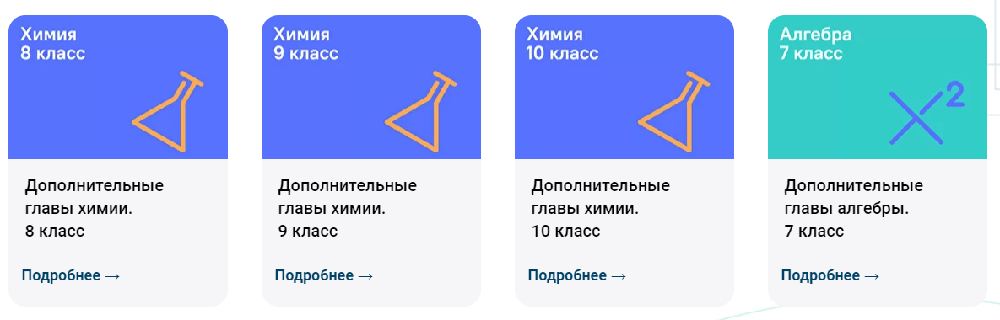 Химия
8 класс
Дополнительные
главы химии.
8 класс
Подробнее →
Химия
9 класс
Дополнительные
главы химии.
9 класс
Подробнее →
Химия
10 класс
Дополнительные
главы химии.
10 класс
Подробнее →
Алгебра
7 класс
X²
Дополнительные
главы алгебры.
7 класс
Подробнее →